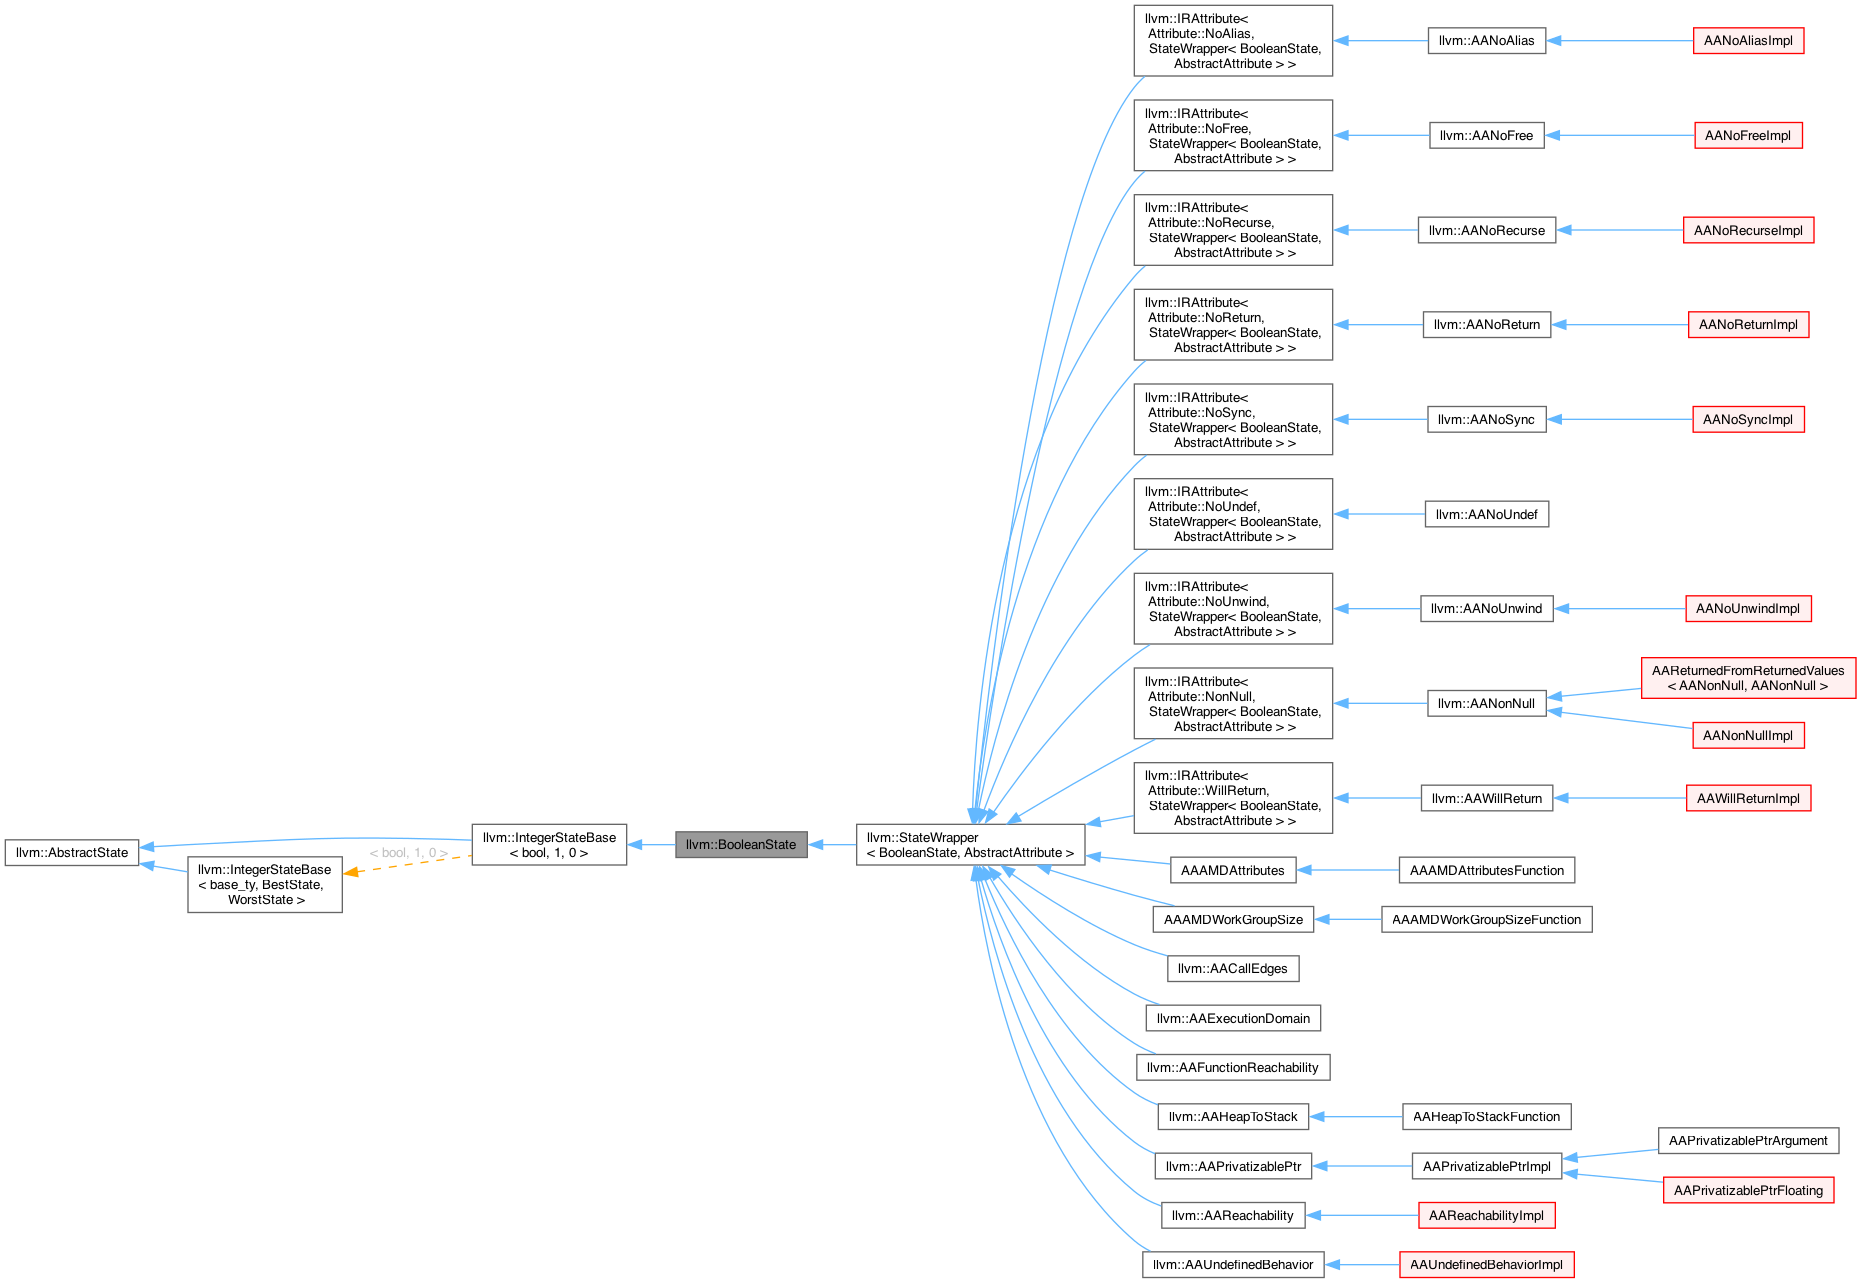 llvm::IRAttribute<
Attribute::NoAlias,
StateWrapper< BooleanState,
AbstractAttribute > >
llvm::AANoAlias
AANoAliasImpl
llvm::IRAttribute<
Attribute::NoFree,
StateWrapper< BooleanState,
AbstractAttribute > >
llvm::AANoFree
AANoFreeImpl
llvm::IRAttribute<
Attribute::NoRecurse,
StateWrapper< BooleanState,
AbstractAttribute > >
llvm::AANoRecurse
AANoRecurseImpl
llvm::IRAttribute<
Attribute::NoReturn,
StateWrapper< BooleanState,
AbstractAttribute > >
llvm::AANoReturn
AANoReturnImpl
llvm::IRAttribute<
Attribute::NoSync,
StateWrapper< BooleanState,
AbstractAttribute > >
llvm::AANoSync
AANoSyncImpl
llvm::IRAttribute<
Attribute::NoUndef,
StateWrapper< BooleanState,
AbstractAttribute > >
llvm::AANoUndef
llvm::IRAttribute<
Attribute::NoUnwind,
StateWrapper< BooleanState,
AbstractAttribute > >
llvm::AANoUnwind
AANoUnwindImpl
llvm::IRAttribute<
Attribute::NonNull,
StateWrapper< BooleanState,
AbstractAttribute > >
llvm::AANonNull
AAReturnedFromReturnedValues
< AANonNull, AANonNull >
AANonNullImpl
llvm::IRAttribute<
Attribute::WillReturn,
StateWrapper< BooleanState,
AbstractAttribute > >
llvm::AAWillReturn
AAWillReturnImpl
llvm::AbstractState
llvm::IntegerStateBase
< base_ty, BestState,
WorstState >
< bool, 1, 0 >
llvm::IntegerStateBase
< bool, 1, 0 >
llvm::BooleanState
llvm::StateWrapper
< BooleanState, AbstractAttribute >
AAAMDAttributes
AAAMDAttributesFunction
AAAMDWorkGroupSize
AAAMDWorkGroupSizeFunction
llvm::AACallEdges
llvm::AAExecutionDomain
llvm::AAFunctionReachability
llvm::AAHeapToStack
AAHeapToStackFunction
llvm::AAPrivatizablePtr
AAPrivatizablePtrImpl
AAPrivatizablePtrArgument
AAPrivatizablePtrFloating
llvm::AAReachability
AAReachabilityImpl
llvm::AAUndefinedBehavior
AAUndefinedBehaviorImpl